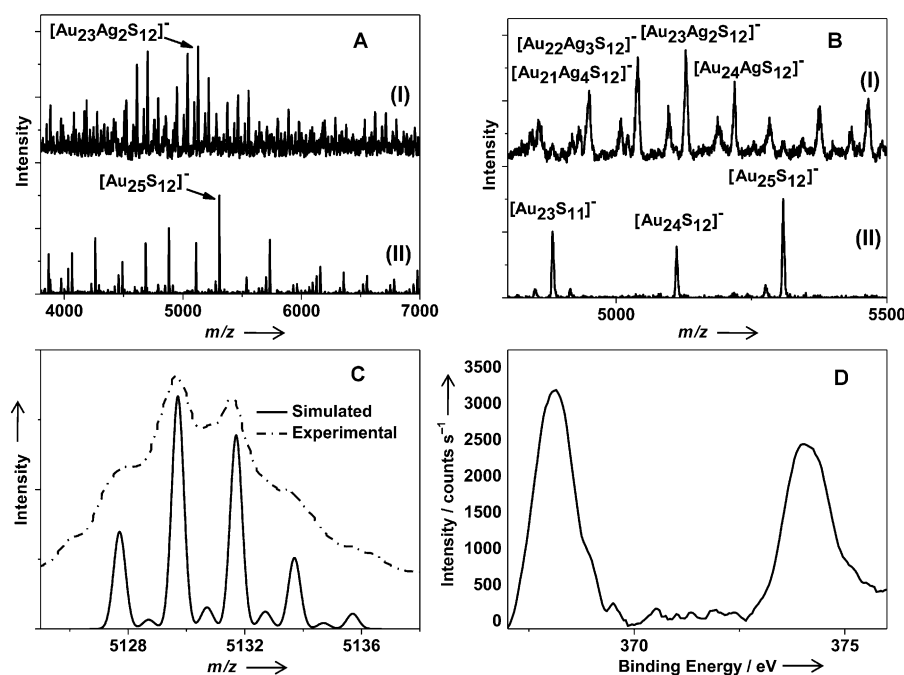 A
[Au23Ag2S12]-
(I)
[Au25S12]-
(II)
Intensity
4000 5000 6000 7000
m/z
B
[Au23Ag2S12]-
[Au22Ag3S12]-
[Au24AgS12]-
[Au21Ag4S12]-
(I)
[Au25S12]-
[Au23S11]-
[Au24S12]-
(II)
Intensity
5000 5500
m/z
C
Simulated
Experimental
Intensity
5128 5132 5136
m/z
D
3500
3000
2500
2000
1500
1000
500
0
Intensity / counts s–1
370 375
Binding Energy / eV